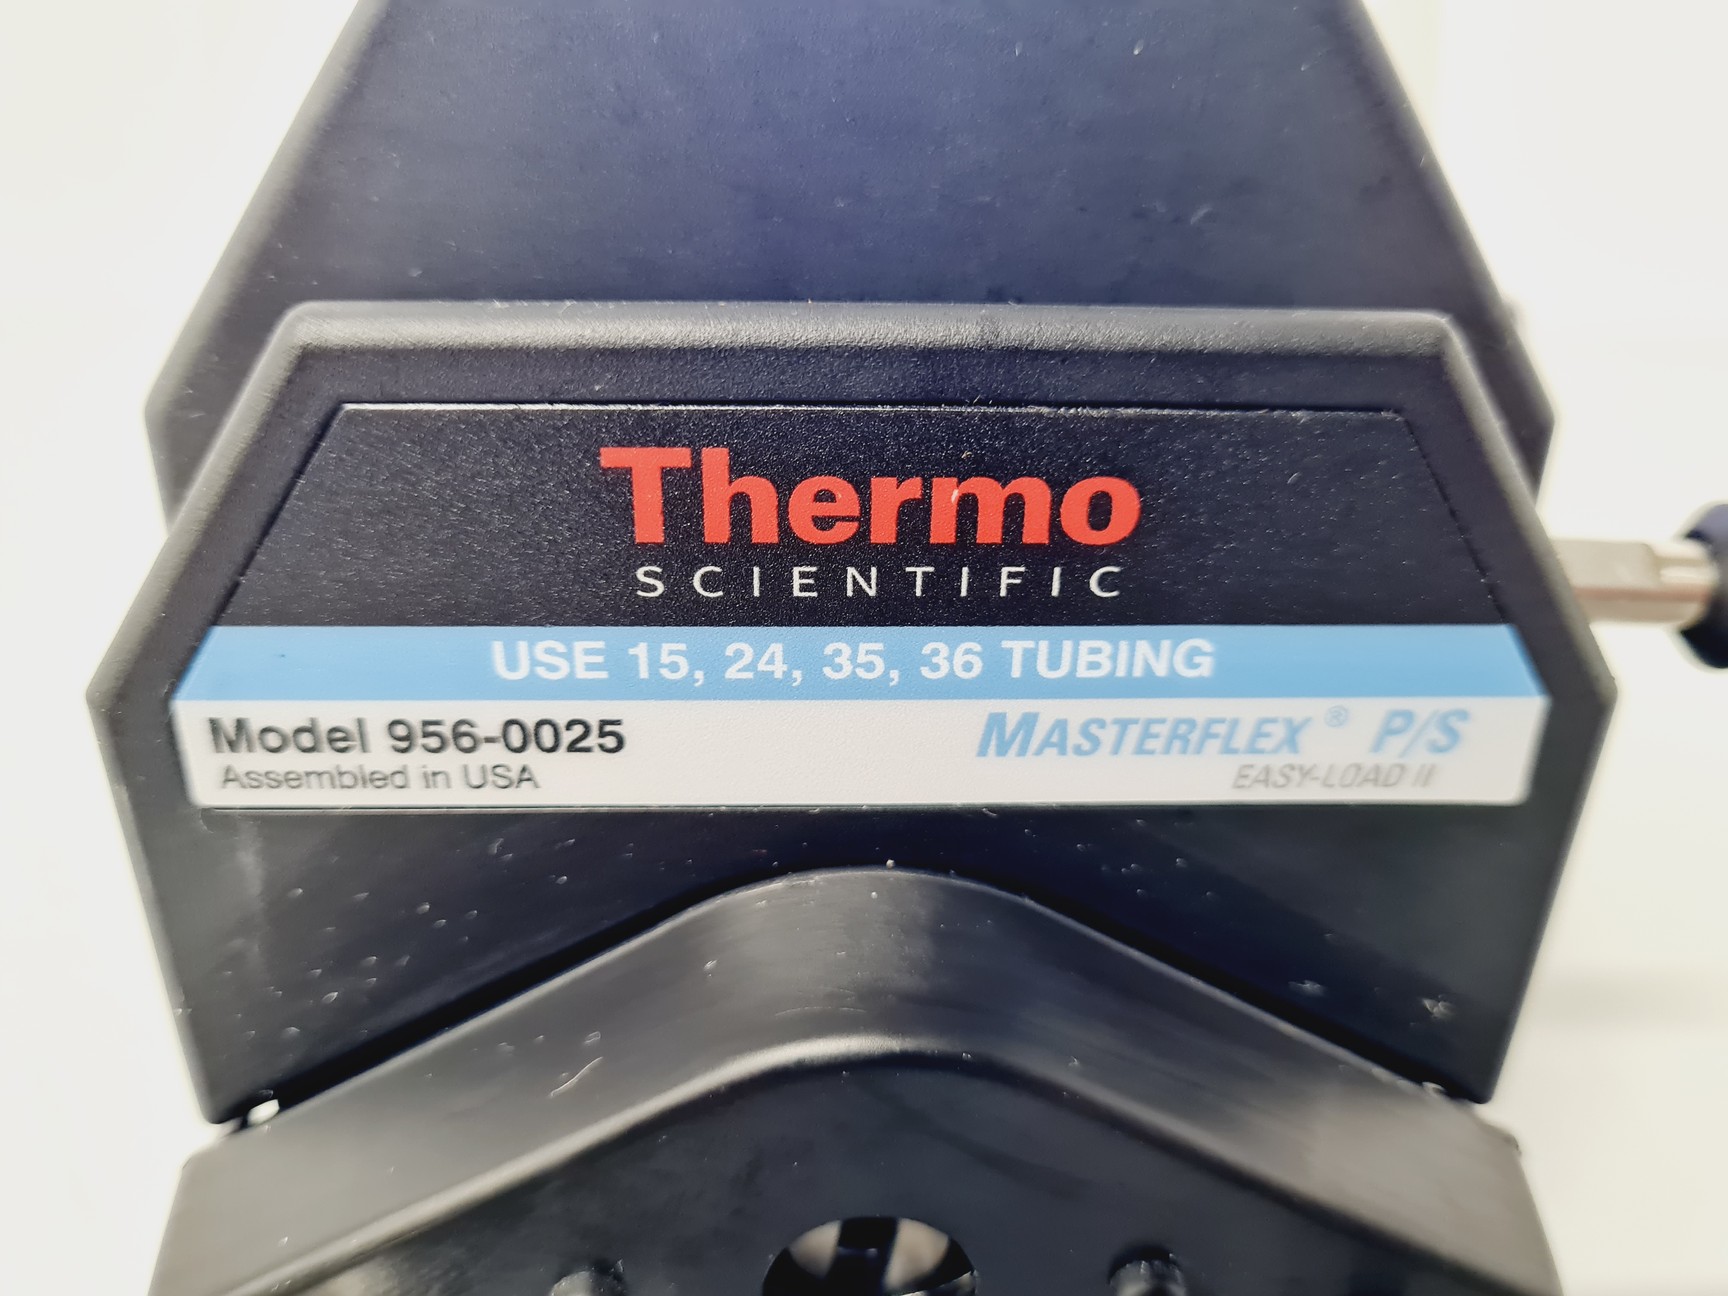 Thermo
SCIENTIFIC
USE 15, 24, 35, 36 TUBING
Model 956-0025
Assembled in USA
MASTERFLEX® P/S
EASY-LOAD II